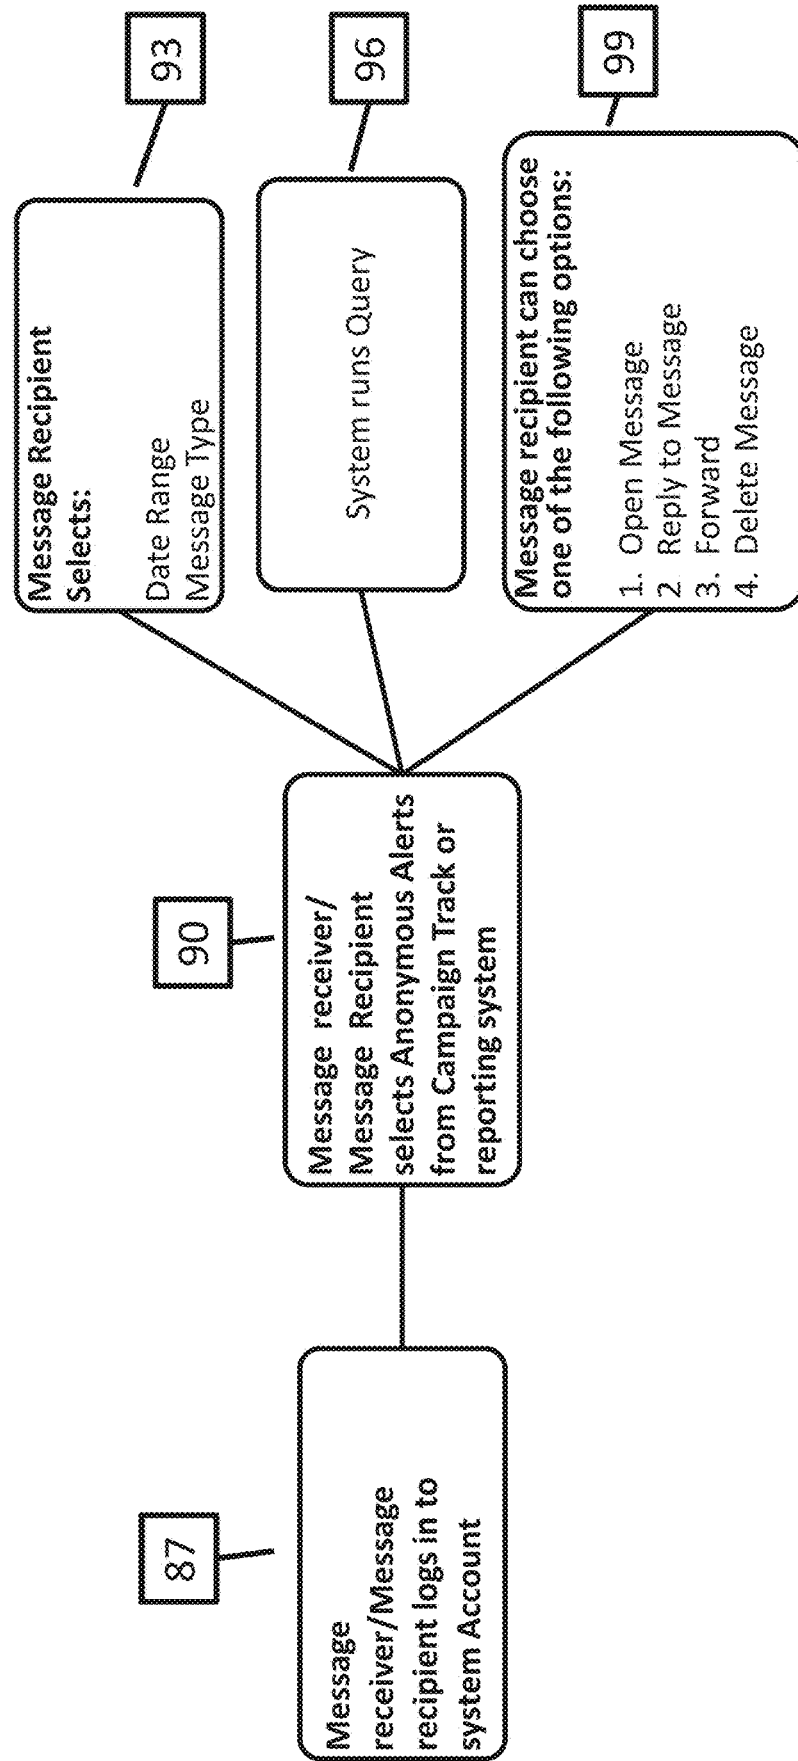 87
Message
receiver/Message
recipient logs in to
system Account
90
Message receiver/
Message Recipient
selects Anonymous Alerts
from Campaign Track or
reporting system
93
Message Recipient
Selects:
Date Range
Message Type
96
System runs Query
99
Message recipient can choose
one of the following options:
1. Open Message
2 Reply to Message
3. Forward
4. Delete Message